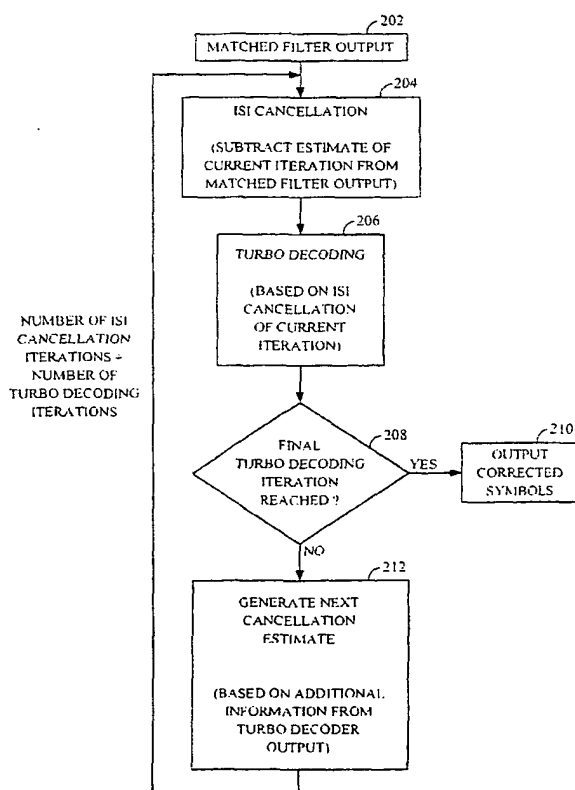 202
MATCHED FILTER OUTPUT
204
ISI CANCELLATION
(SUBTRACT ESTIMATE OF
CURRENT ITERATION FROM
MATCHED FILTER OUTPUT)
206
TURBO DECODING
(BASED ON ISI
CANCELLATION
OF CURRENT
ITERATION)
NUMBER OF ISI
CANCELLATION
ITERATIONS =
NUMBER OF
TURBO DECODING
ITERATIONS
208
FINAL
TURBO DECODING
ITERATION
REACHED ?
YES
210
OUTPUT
CORRECTED
SYMBOLS
NO
212
GENERATE NEXT
CANCELLATION
ESTIMATE
(BASED ON ADDITIONAL
INFORMATION FROM
TURBO DECODER
OUTPUT)